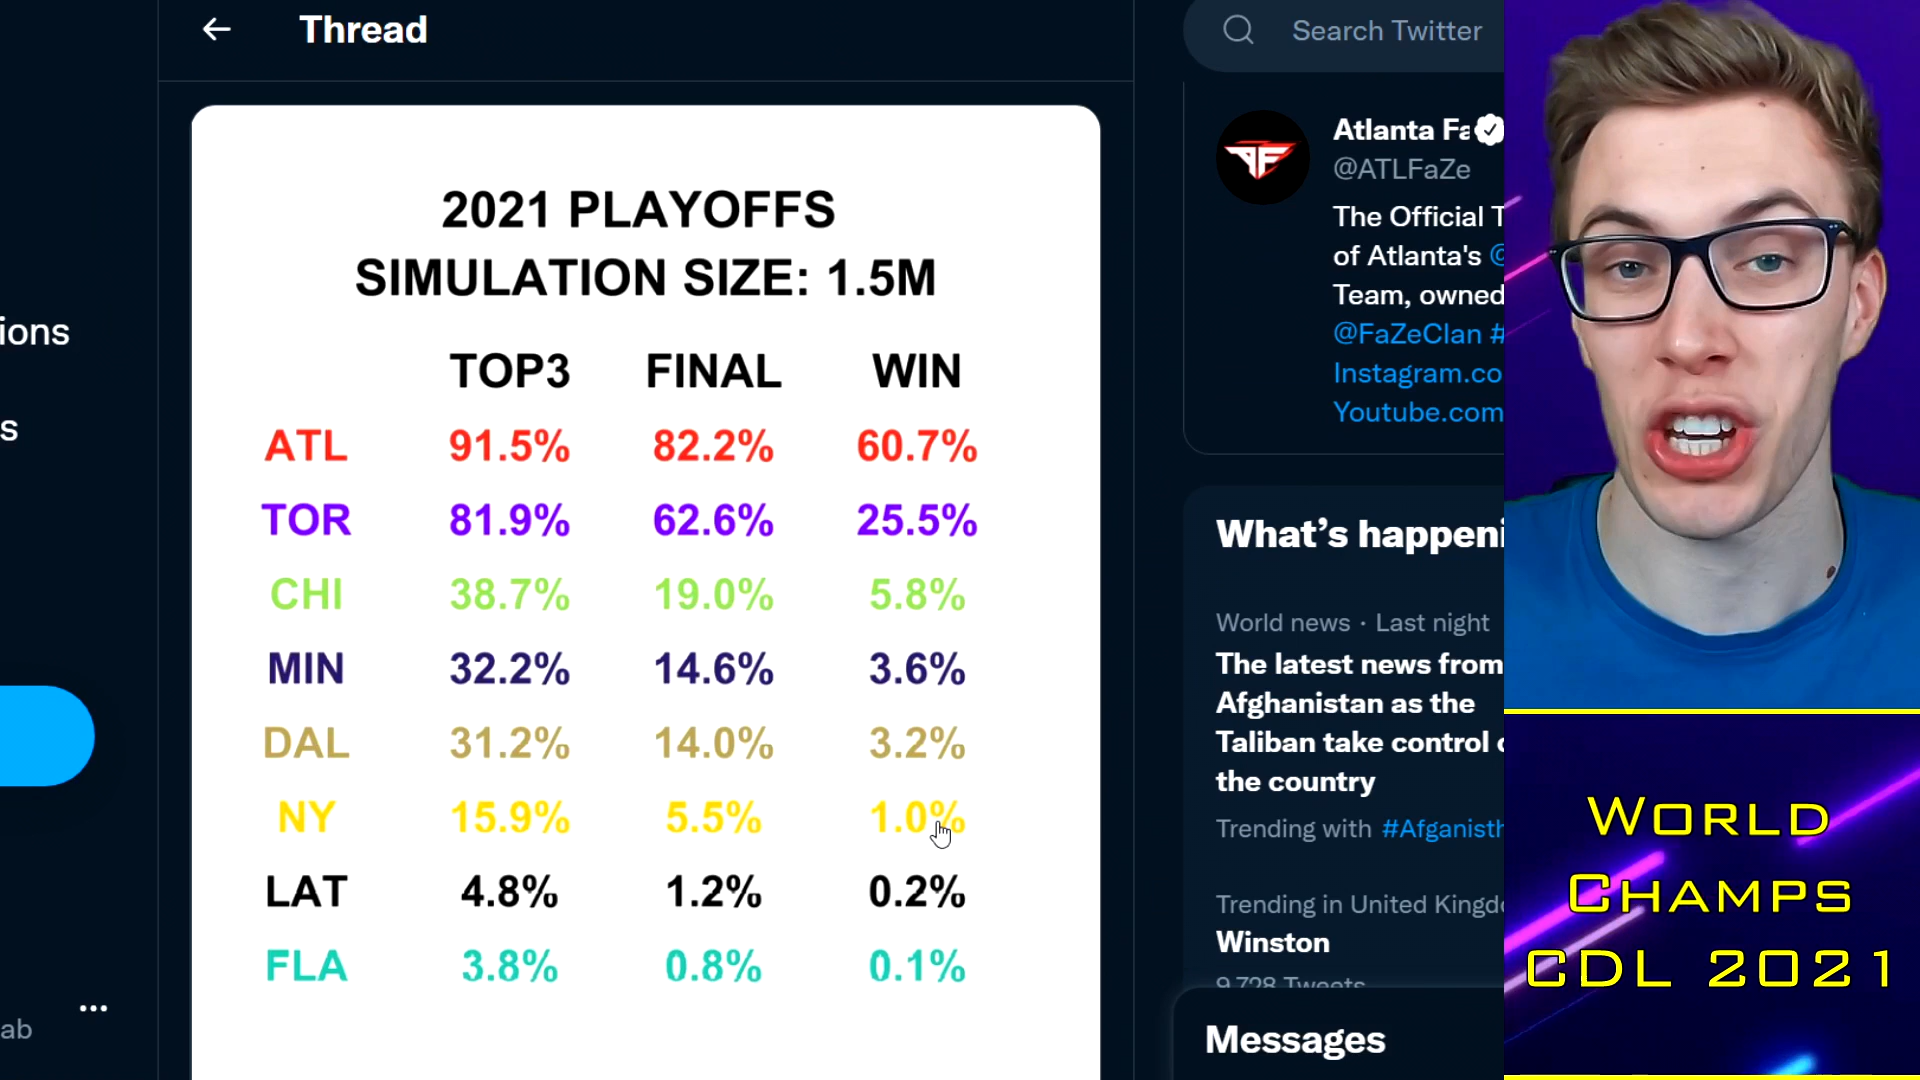 Thread
Search Twitter
ions
s
ab
2021 PLAYOFFS
SIMULATION SIZE: 1.5M
TOP3 FINAL WIN
ATL 91.5% 82.2% 60.7%
TOR 81.9% 62.6% 25.5%
CHI 38.7% 19.0% 5.8%
MIN 32.2% 14.6% 3.6%
DAL 31.2% 14.0% 3.2%
NY 15.9% 5.5% 1.0%
LAT 4.8% 1.2% 0.2%
FLA 3.8% 0.8% 0.1%
Atlanta Fa
@ATLFaZe
The Official T
of Atlanta's @
Team, owned
@FaZeClan #
Instagram.co
Youtube.com
What's happeni
World news · Last night
The latest news from
Afghanistan as the
Taliban take control
the country
Trending with #Afganisth
Trending in United Kingdo
Winston
9,728 Tweets
Messages
WORLD
CHAMPS
CDL 2021